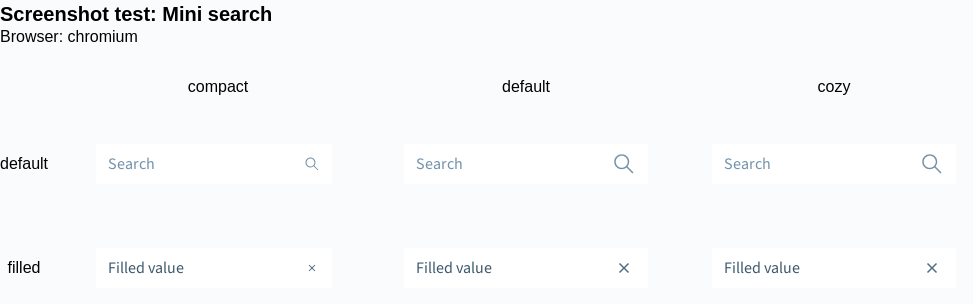 Screenshot test: Mini search
Browser: chromium
compact default cozy
default Search Search Search
filled Filled value Filled value Filled value